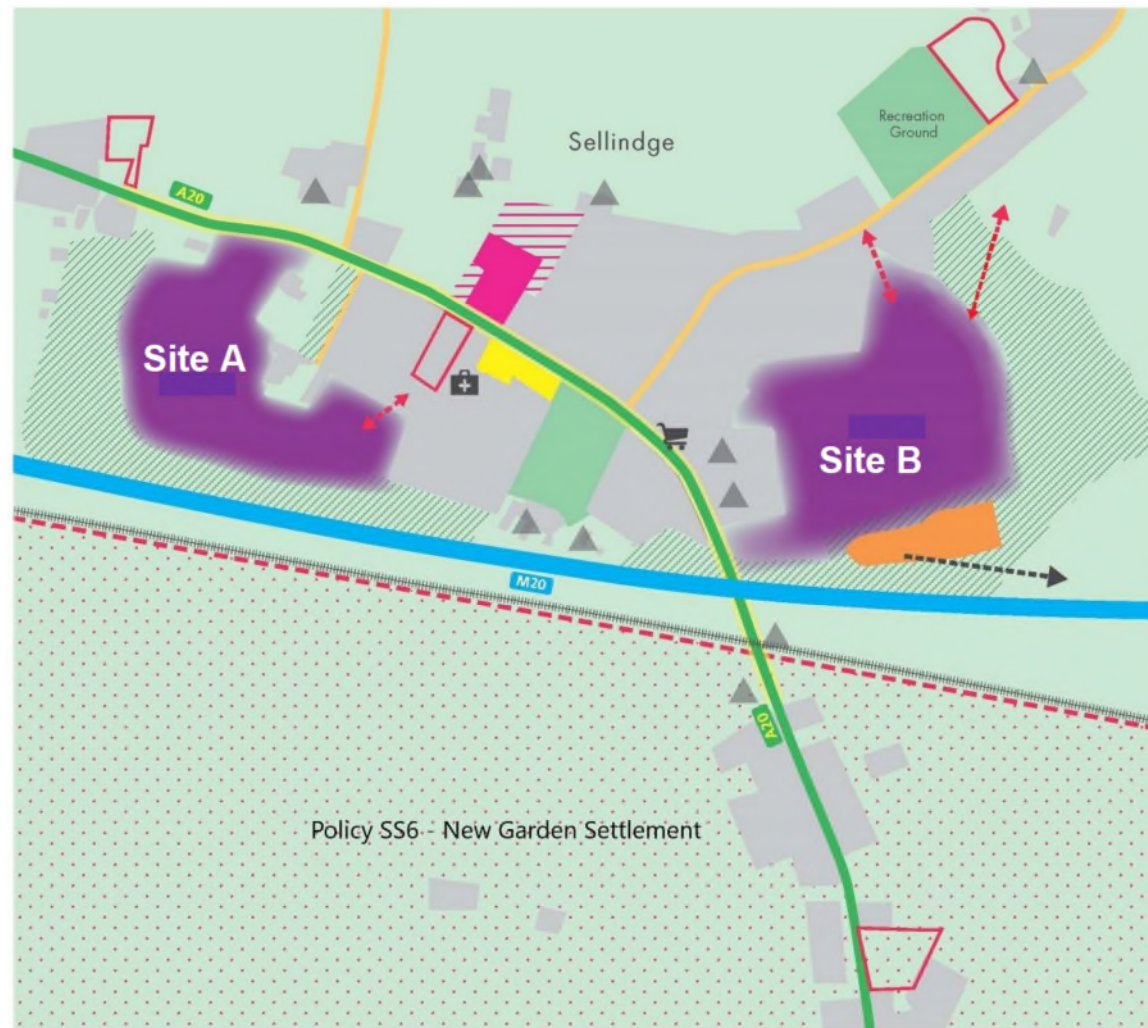 Recreation
Ground
Sellindge
A20
Site A
Site B
M20
A20
Policy SS6 - New Garden Settlement